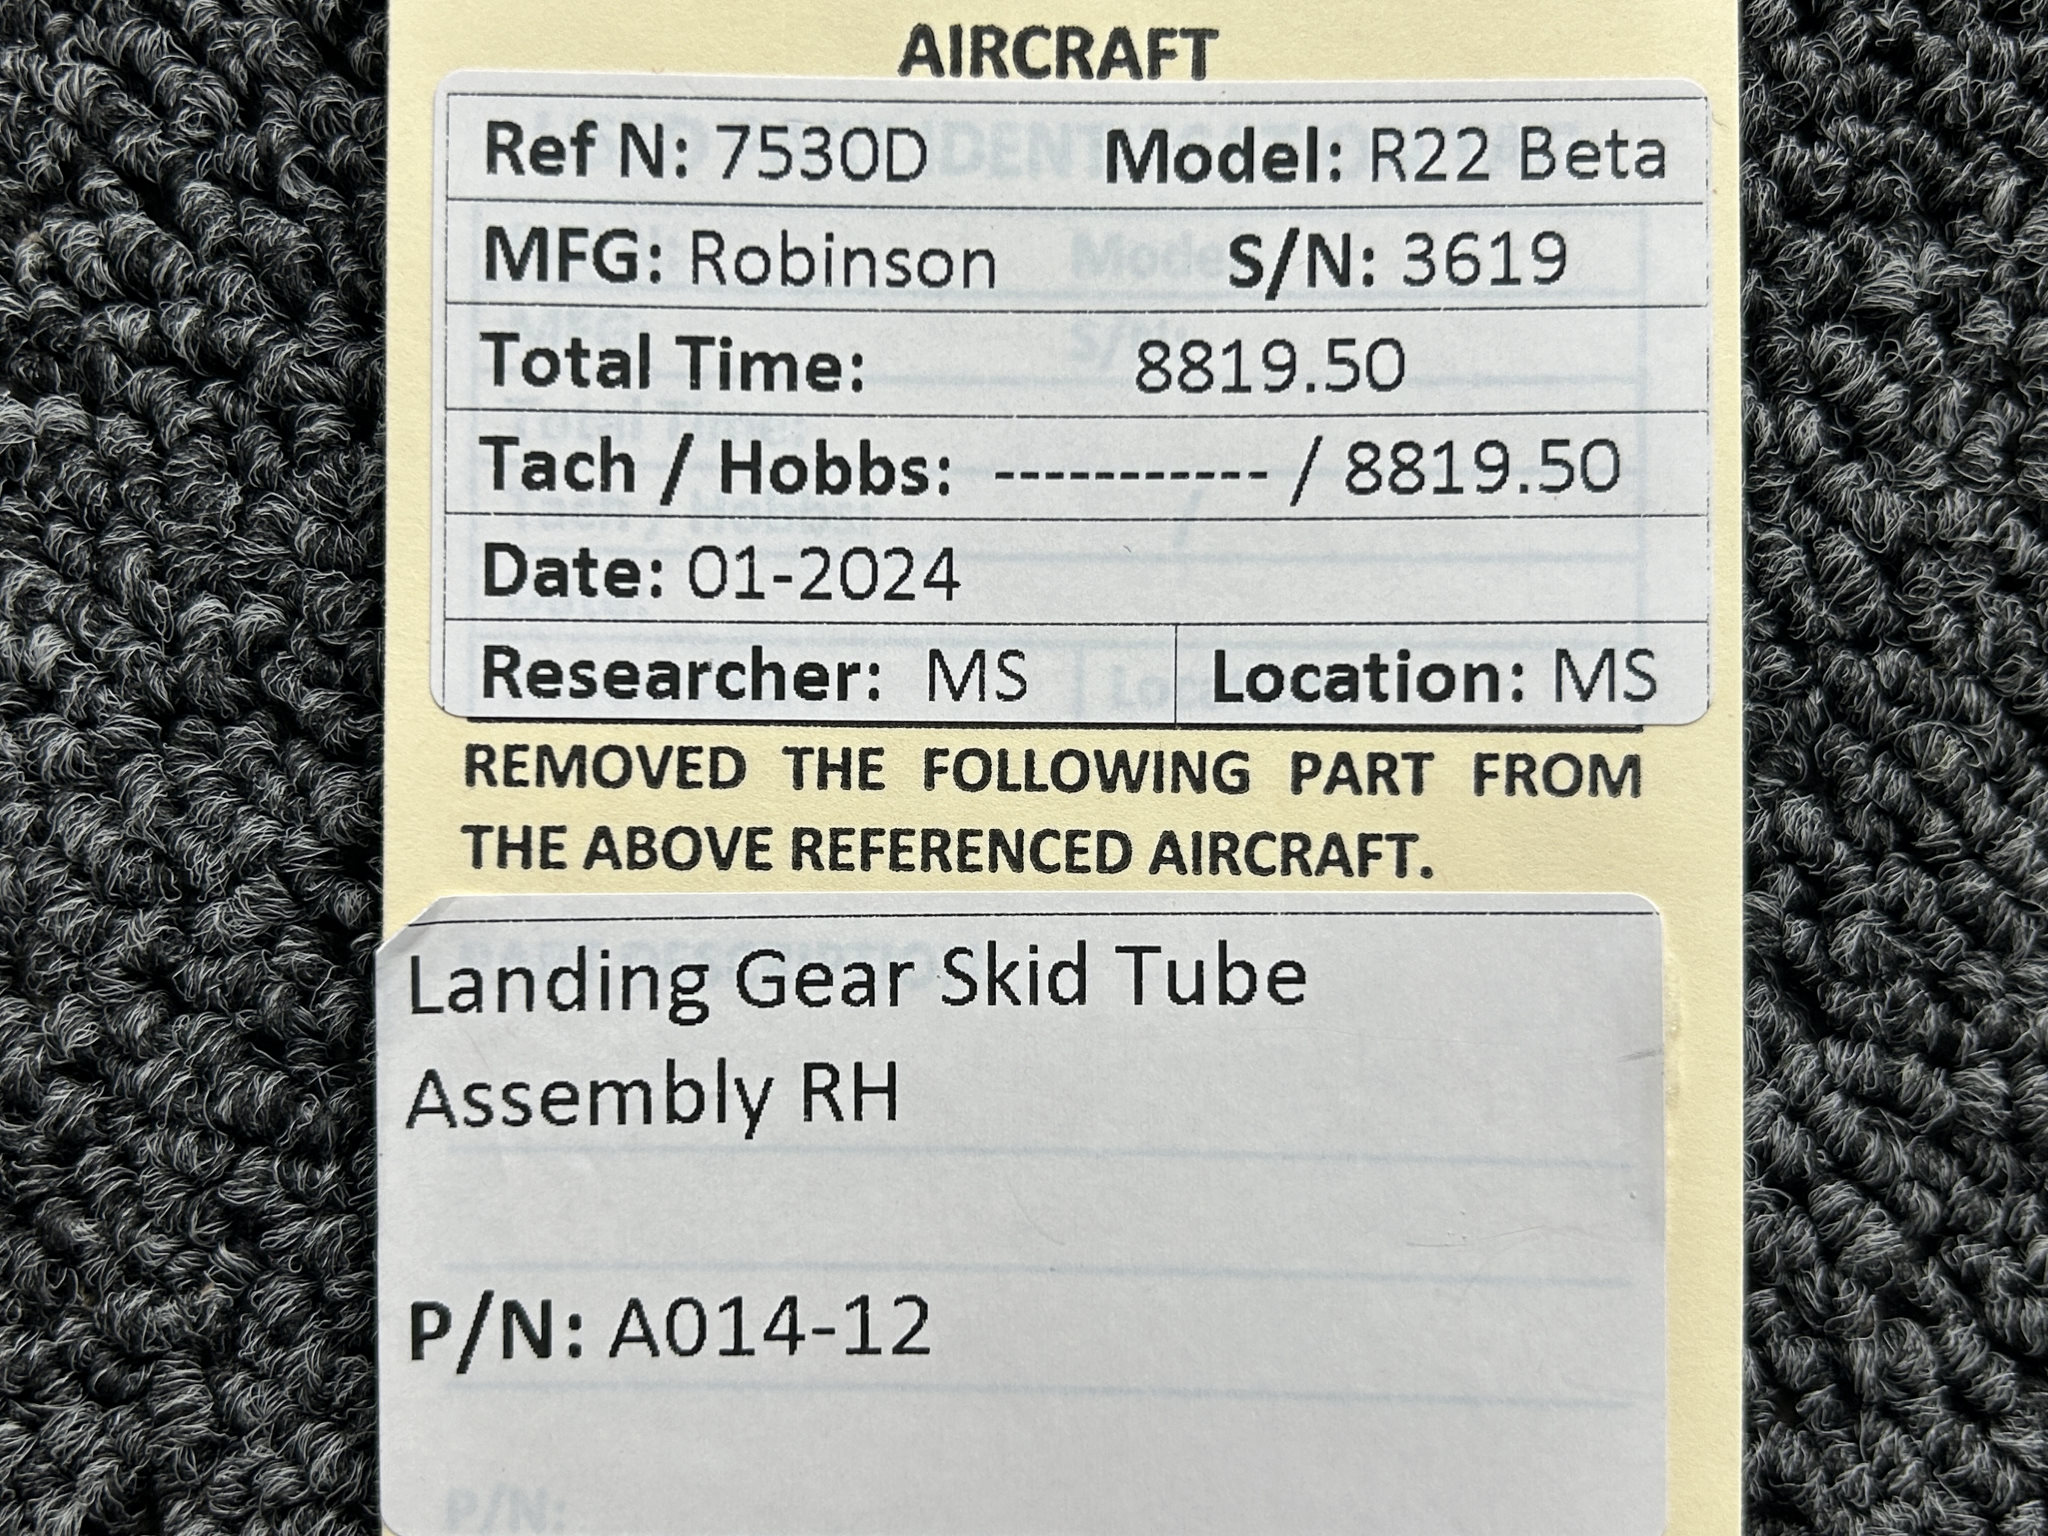 AIRCRAFT
Ref N: 7530D Model: R22 Beta
MFG: Robinson S/N: 3619
Total Time: 8819.50
Tach / Hobbs: ----------- / 8819.50
Date: 01-2024
Researcher: MS Location: MS
REMOVED THE FOLLOWING PART FROM
THE ABOVE REFERENCED AIRCRAFT.
Landing Gear Skid Tube
Assembly RH
P/N: A014-12
P/N: